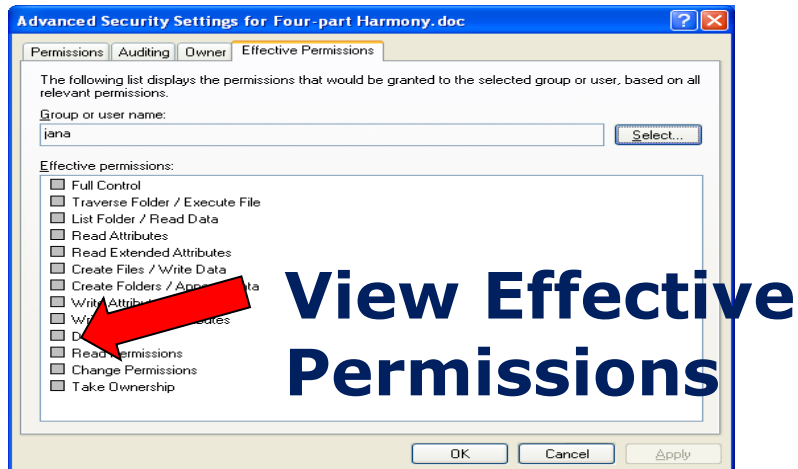 Advanced Security Settings for Four-part Harmony.doc
Permissions Auditing Owner Effective Permissions
The following list displays the permissions that would be granted to the selected group or user, based on all
relevant permissions.
Group or user name:
jana Select...
Effective permissions:
Full Control
Traverse Folder / Execute File
List Folder / Read Data
Read Attributes
Read Extended Attributes
Create Files / Write Data
Create Folders /
Write
Read Permissions
Change Permissions
Take Ownership
View Effective
Permissions
OK Cancel Apply